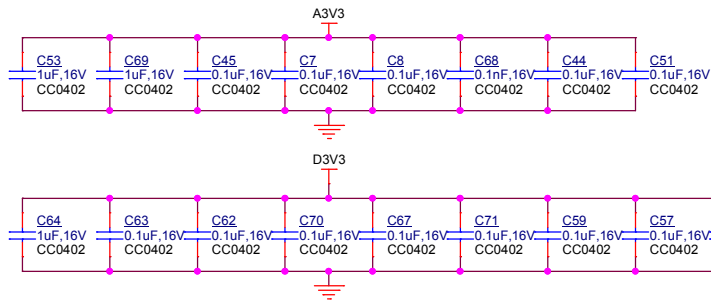 A3V3
C53 C69 C45 C7 C8 C68 C44 C51
1uF,16V 1uF,16V 0.1uF,16V 0.1uF,16V 0.1uF,16V 0.1nF,16V 0.1uF,16V 0.1uF,16V
CC0402 CC0402 CC0402 CC0402 CC0402 CC0402 CC0402 CC0402
D3V3
C64 C63 C62 C70 C67 C71 C59 C57
1uF,16V 0.1uF,16V 0.1uF,16V 0.1uF,16V 0.1uF,16V 0.1uF,16V 0.1uF,16V 0.1uF,16V
CC0402 CC0402 CC0402 CC0402 CC0402 CC0402 CC0402 CC0402